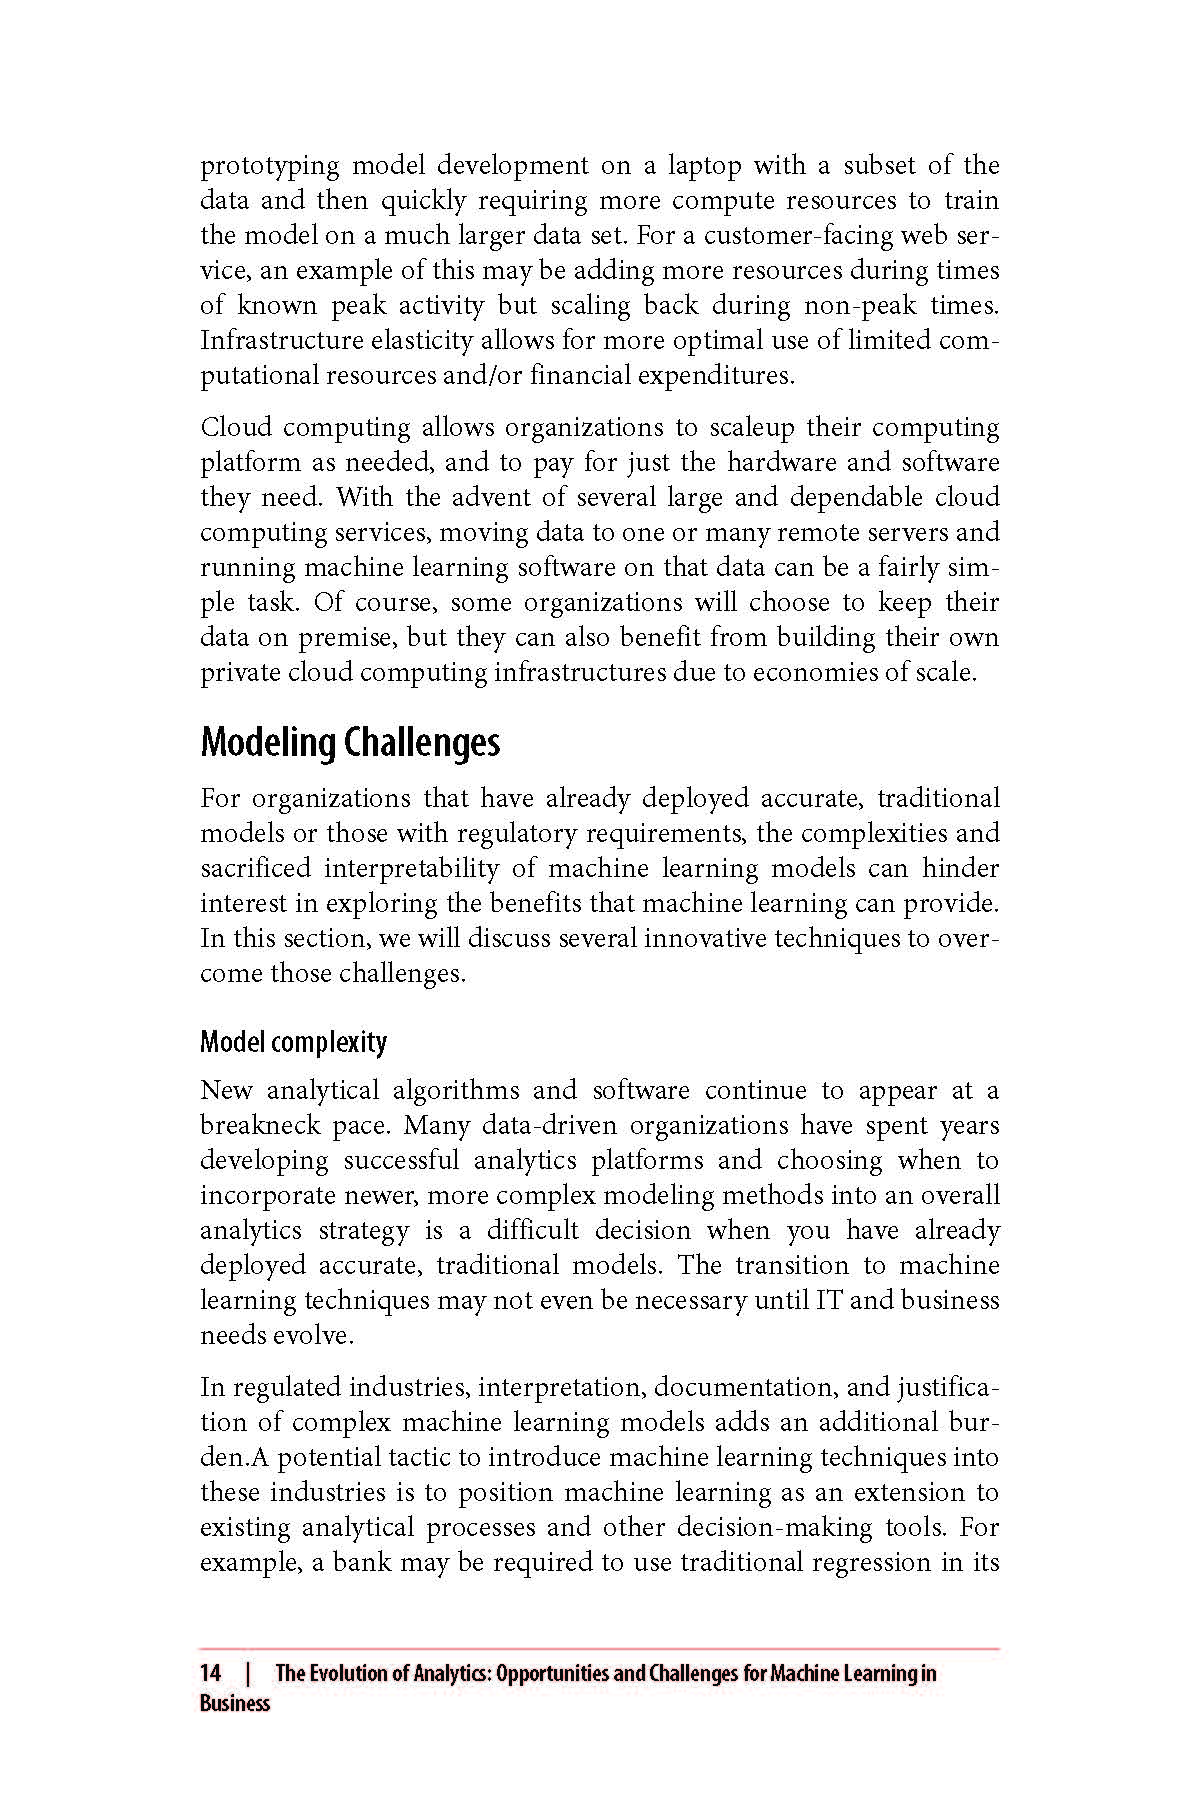 prototyping model development on a laptop with a subset of the
data and then quickly requiring more compute resources to train
the model on a much larger data set. For a customer-facing web ser-
vice, an example of this may be adding more resources during times
of known peak activity but scaling back during non-peak times.
Infrastructure elasticity allows for more optimal use of limited com-
putational resources and/or financial expenditures.
Cloud computing allows organizations to scaleup their computing
platform as needed, and to pay for just the hardware and software
they need. With the advent of several large and dependable cloud
computing services, moving data to one or many remote servers and
running machine learning software on that data can be a fairly sim-
ple task. Of course, some organizations will choose to keep their
data on premise, but they can also benefit from building their own
private cloud computing infrastructures due to economies of scale.
Modeling Challenges
For organizations that have already deployed accurate, traditional
models or those with regulatory requirements, the complexities and
sacrificed interpretability of machine learning models can hinder
interest in exploring the benefits that machine learning can provide.
In this section, we will discuss several innovative techniques to over-
come those challenges.
Model complexity
New analytical algorithms and software continue to appear at a
breakneck pace. Many data-driven organizations have spent years
developing successful analytics platforms and choosing when to
incorporate newer, more complex modeling methods into an overall
analytics strategy is a difficult decision when you have already
deployed accurate, traditional models. The transition to machine
learning techniques may not even be necessary until IT and business
needs evolve.
In regulated industries, interpretation, documentation, and justifica-
tion of complex machine learning models adds an additional bur-
den.A potential tactic to introduce machine learning techniques into
these industries is to position machine learning as an extension to
existing analytical processes and other decision-making tools. For
example, a bank may be required to use traditional regression in its
14 | The Evolution of Analytics: Opportunities and Challenges for Machine Learning in
Business